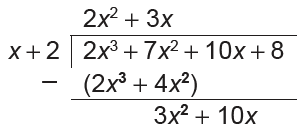 2x² + 3x
x + 2 2x³ + 7x² + 10x + 8
− (2x³ + 4x²)
3x² + 10x